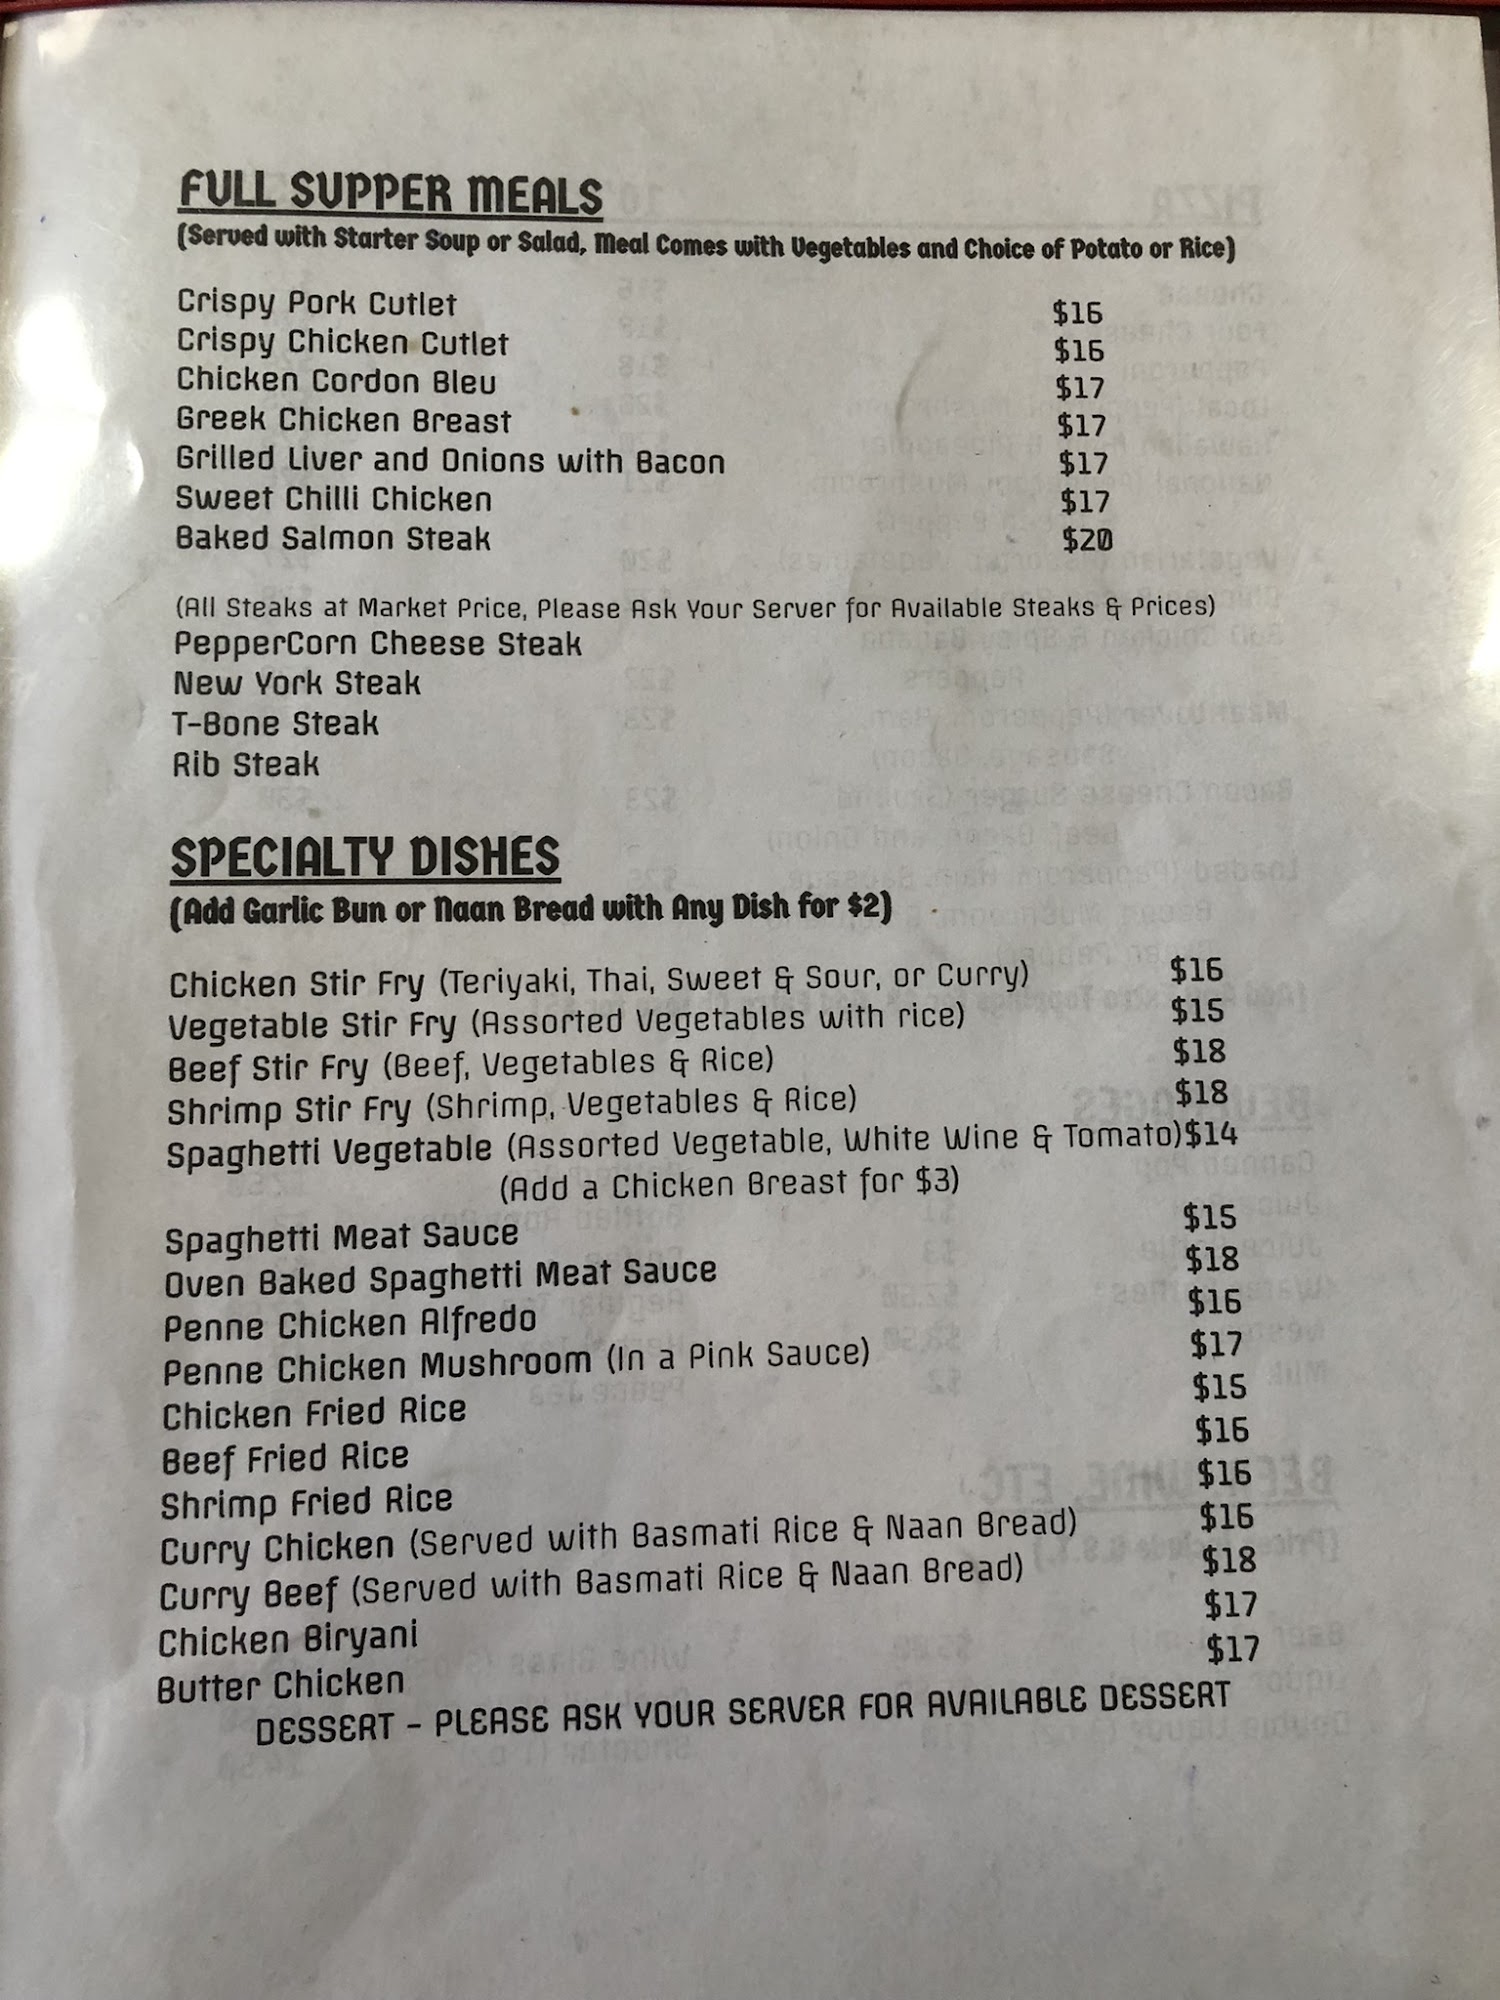 FULL SUPPER MEALS
(Served with Starter Soup or Salad, Meal Comes with Vegetables and Choice of Potato or Rice)
Crispy Pork Cutlet $16
Crispy Chicken Cutlet $16
Chicken Cordon Bleu $17
Greek Chicken Breast $17
Grilled Liver and Onions with Bacon $17
Sweet Chilli Chicken $17
Baked Salmon Steak $20
(All Steaks at Market Price, Please Ask Your Server for Available Steaks & Prices)
PepperCorn Cheese Steak
New York Steak
T-Bone Steak
Rib Steak
SPECIALTY DISHES
(Add Garlic Bun or Naan Bread with Any Dish for $2)
Chicken Stir Fry (Teriyaki, Thai, Sweet & Sour, or Curry) $16
Vegetable Stir Fry (Assorted Vegetables with rice) $15
Beef Stir Fry (Beef, Vegetables & Rice) $18
Shrimp Stir Fry (Shrimp, Vegetables & Rice) $18
Spaghetti Vegetable (Assorted Vegetable, White Wine & Tomato)$14
(Add a Chicken Breast for $3)
Spaghetti Meat Sauce $15
Oven Baked Spaghetti Meat Sauce $18
Penne Chicken Alfredo $16
Penne Chicken Mushroom (In a Pink Sauce) $17
Chicken Fried Rice $15
Beef Fried Rice $16
Shrimp Fried Rice $16
Curry Chicken (Served with Basmati Rice & Naan Bread) $16
Curry Beef (Served with Basmati Rice & Naan Bread) $18
Chicken Biryani $17
Butter Chicken $17
DESSERT - PLEASE ASK YOUR SERVER FOR AVAILABLE DESSERT